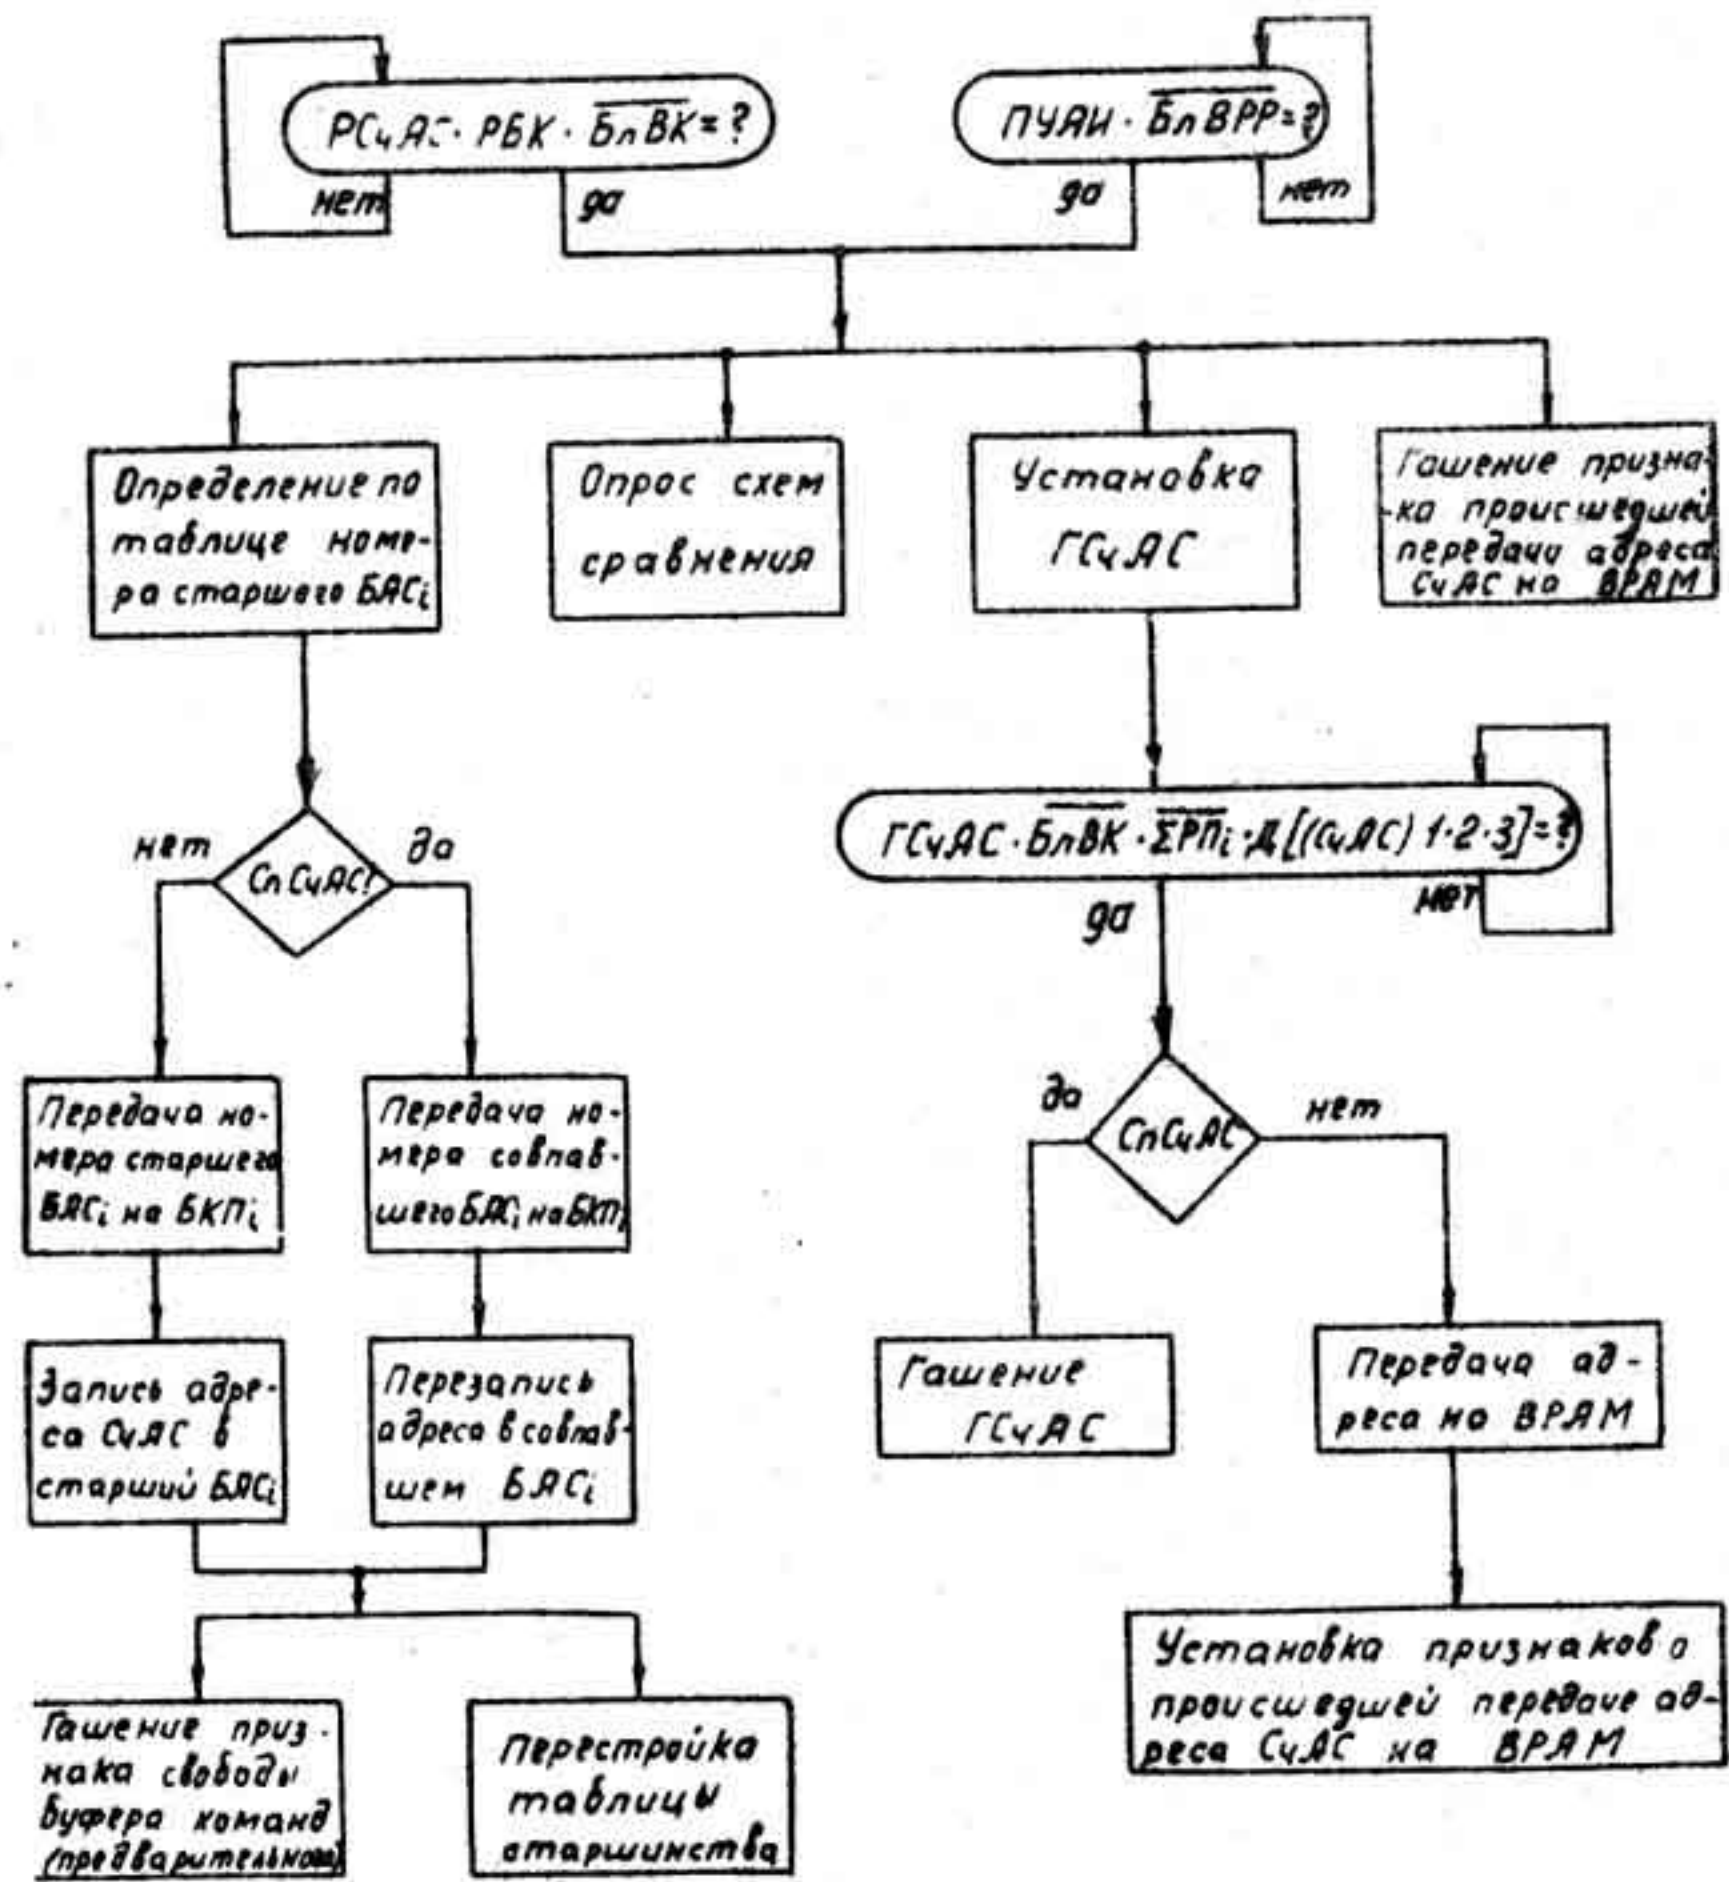 РСчАС · РБК · БлВК = ?
ПУАИ · БлВРР = ?
нет
да
да
нет
Определение по
таблице номе-
ра старшего БАСi
Опрос схем
сравнения
Установка
ГСчАС
Гашение призна-
-ка происшедшей
передачи адреса
СчАС на ВРАМ
нет
да
СпСчАС?
ГСчАС · БлВК · ΣРПi · Д[(СчАС) 1·2·3] = ?
да
нет
Передача но-
мера старшего
БАСi на БКПi
Передача но-
мера совпав-
шего БАСi на БКПi
да
СпСчАС
нет
Запись адре-
са СчАС в
старший БАСi
Перезапись
адреса в совпав-
шем БАСi
Гашение
ГСчАС
Передача ад-
реса на ВРАМ
Гашение приз-
нака свободы
буфера команд
(предварительного)
Перестройка
таблицы
старшинства
Установка признаков о
происшедшей передаче ад-
реса СчАС на ВРАМ